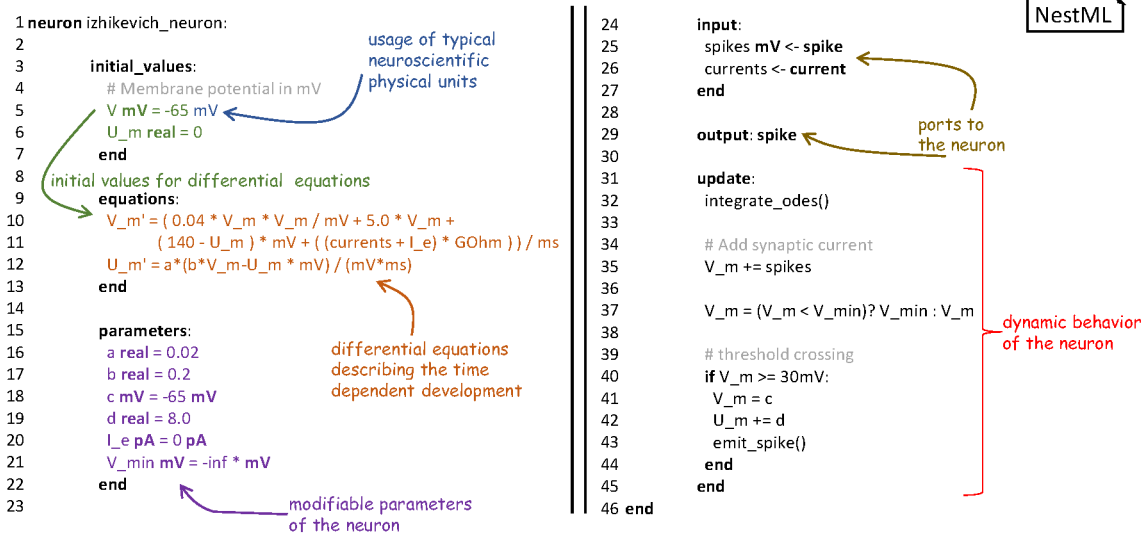 1 neuron izhikevich_neuron:
2
3 initial_values:
4 # Membrane potential in mV
5 V mV = -65 mV
6 U_m real = 0
7 end
8
9 equations:
10 V_m' = ( 0.04 * V_m * V_m / mV + 5.0 * V_m +
11 ( 140 - U_m ) * mV + ( (currents + I_e) * GOhm ) ) / ms
12 U_m' = a*(b*V_m-U_m * mV) / (mV*ms)
13 end
14
15 parameters:
16 a real = 0.02
17 b real = 0.2
18 c mV = -65 mV
19 d real = 8.0
20 I_e pA = 0 pA
21 V_min mV = -inf * mV
22 end
23
usage of typical
neuroscientific
physical units
initial values for differential equations
differential equations
describing the time
dependent development
modifiable parameters
of the neuron
NestML
24 input:
25 spikes mV <- spike
26 currents <- current
27 end
28
29 output: spike
30
31 update:
32 integrate_odes()
33
34 # Add synaptic current
35 V_m += spikes
35
37 V_m = (V_m < V_min)? V_min : V_m
38
39 # threshold crossing
40 if V_m >= 30mV:
41 V_m = c
42 U_m += d
43 emit_spike()
44 end
45 end
46 end
ports to
the neuron
dynamic behavior
of the neuron